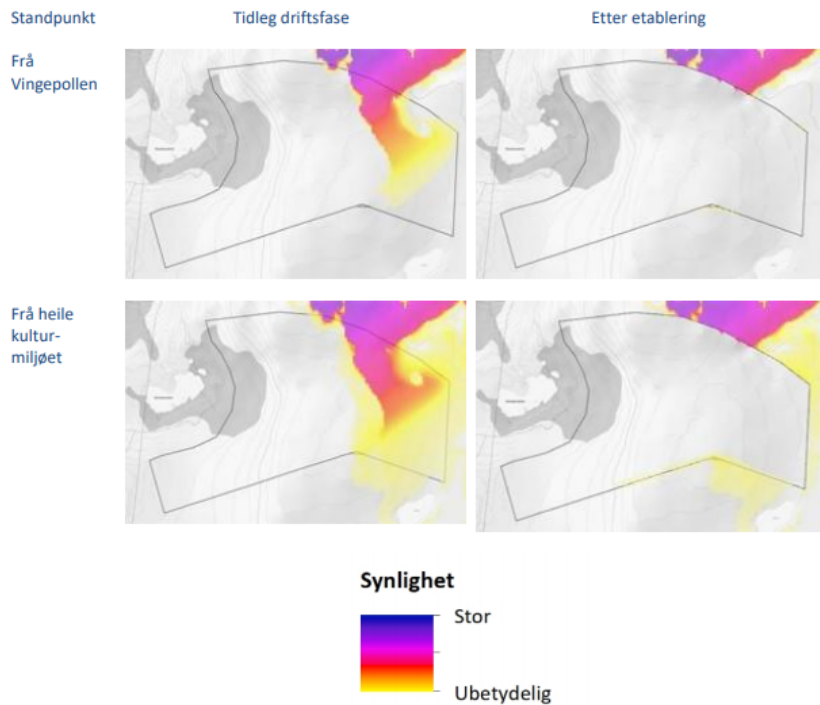 Standpunkt
Tidleg driftsfase
Etter etablering
Frå
Vingepollen
Frå heile
kultur-
miljøet
Synlighet
Stor
Ubetydelig